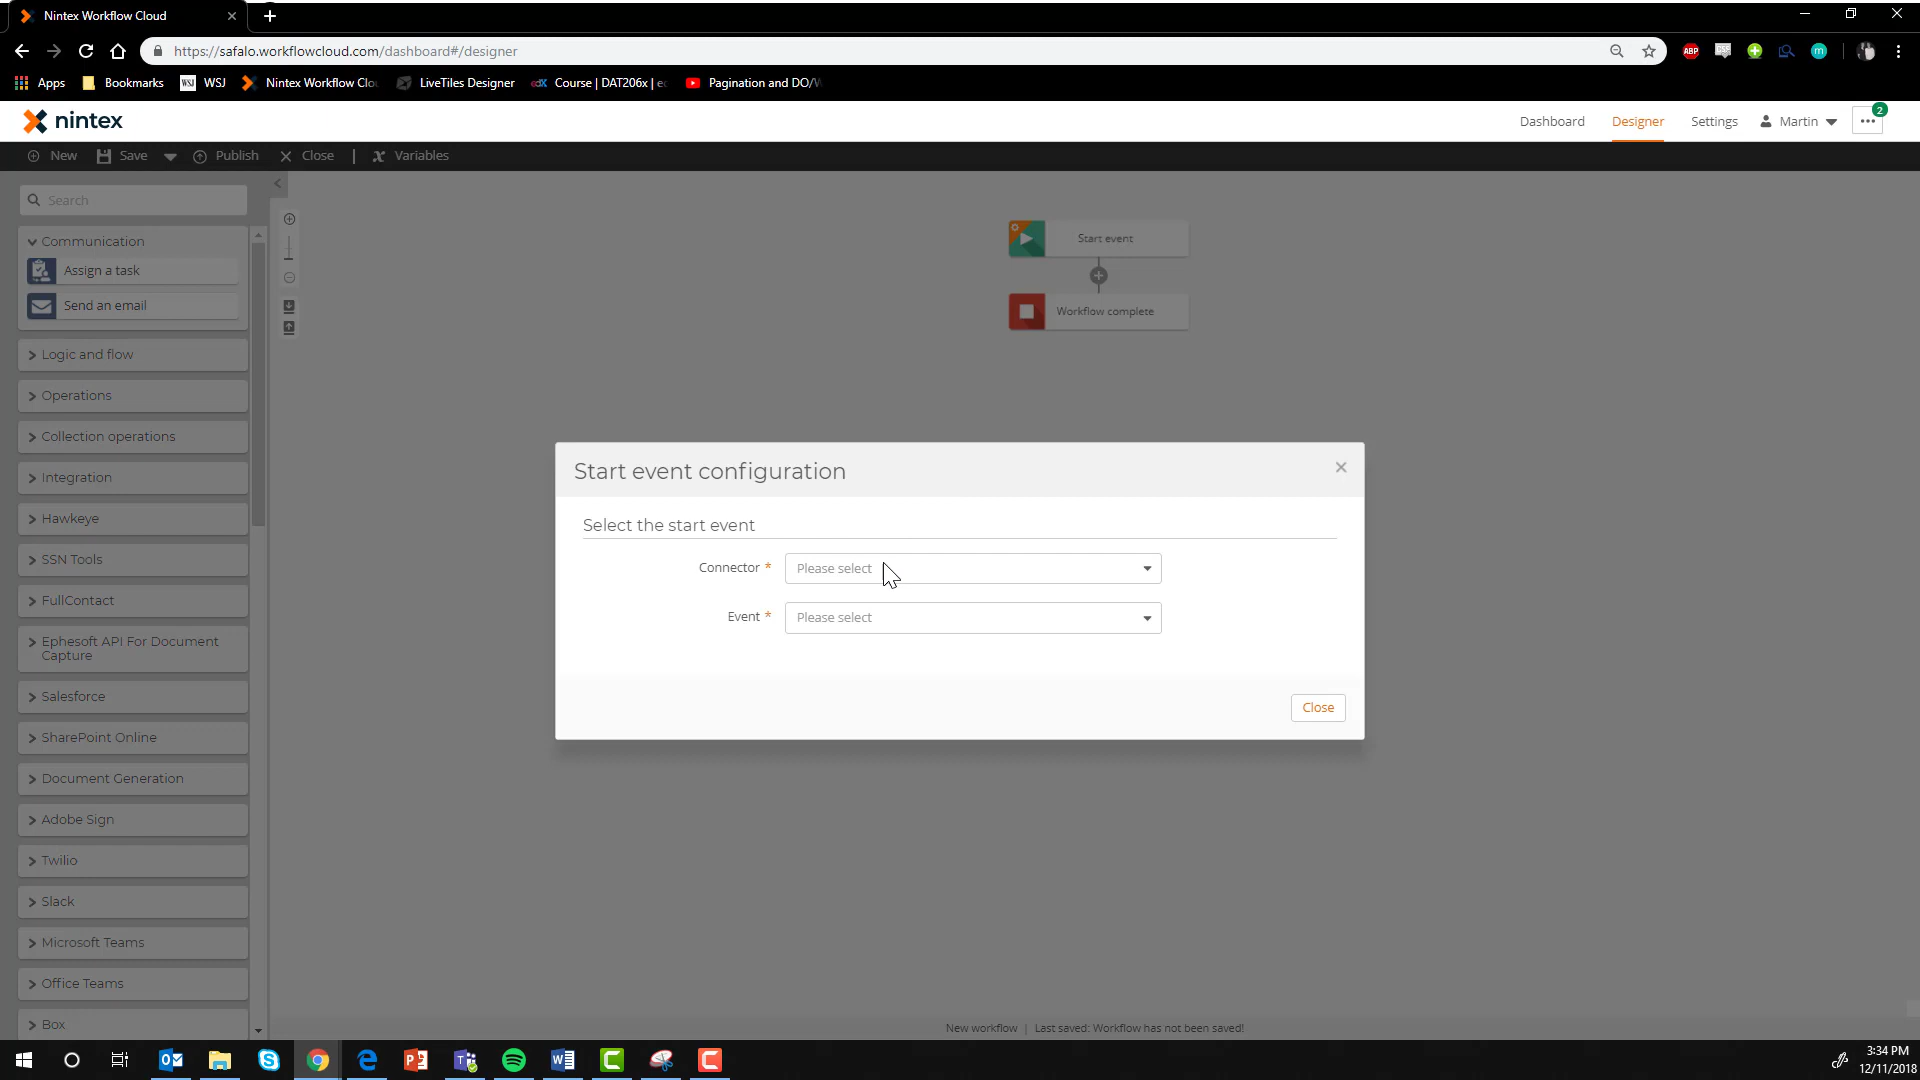 Nintex Workflow Cloud
https://safalo.workflowcloud.com/dashboard#/designer
ABP
Apps
Bookmarks
WSJ WSJ
Nintex Workflow Clo
LiveTiles Designer
edX Course | DAT206x | e
Pagination and DO/
nintex
Dashboard
Designer
Settings
Martin
2
New
Save
Publish
Close
Variables
Search
Communication
Assign a task
Send an email
Logic and flow
Operations
Collection operations
Integration
Hawkeye
SSN Tools
FullContact
Ephesoft API For Document
Capture
Salesforce
SharePoint Online
Document Generation
Adobe Sign
Twilio
Slack
Microsoft Teams
Office Teams
Box
Start event
Workflow complete
Start event configuration
Select the start event
Connector * Please select
Event * Please select
Close
New workflow | Last saved: Workflow has not been saved!
3:34 PM
12/11/2018